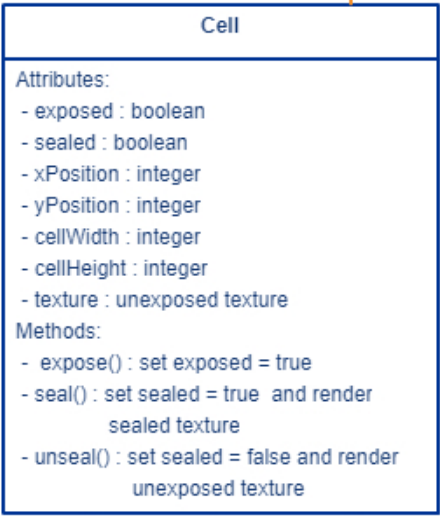 Cell
Attributes:
- exposed : boolean
- sealed : boolean
- xPosition : integer
- yPosition : integer
- cellWidth : integer
- cellHeight : integer
- texture : unexposed texture
Methods:
- expose() : set exposed = true
- seal() : set sealed = true and render
sealed texture
- unseal() : set sealed = false and render
unexposed texture